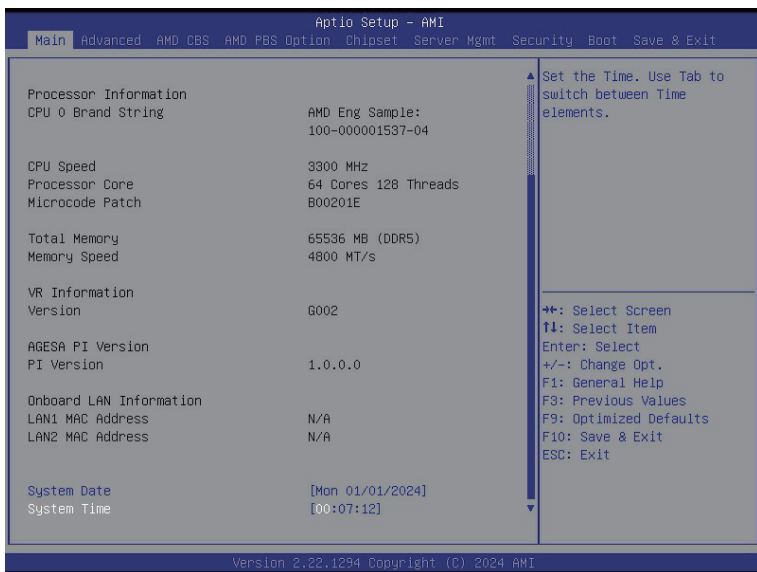 Aptio Setup – AMI
Main Advanced AMD CBS AMD PBS Option Chipset Server Mgmt Security Boot Save & Exit
Processor Information
CPU 0 Brand String AMD Eng Sample:
100-000001537-04
CPU Speed 3300 MHz
Processor Core 64 Cores 128 Threads
Microcode Patch B00201E
Total Memory 65536 MB (DDR5)
Memory Speed 4800 MT/s
VR Information
Version G002
AGESA PI Version
PI Version 1.0.0.0
Onboard LAN Information
LAN1 MAC Address N/A
LAN2 MAC Address N/A
System Date [Mon 01/01/2024]
System Time [00:07:12]
Set the Time. Use Tab to
switch between Time
elements.
→←: Select Screen
↑↓: Select Item
Enter: Select
+/-: Change Opt.
F1: General Help
F3: Previous Values
F9: Optimized Defaults
F10: Save & Exit
ESC: Exit
Version 2.22.1294 Copyright (C) 2024 AMI